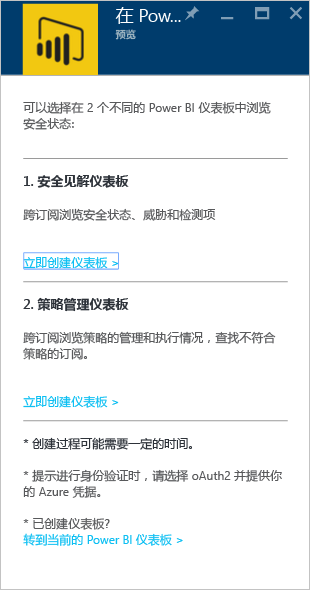 在 Pow...
预览
可以选择在 2 个不同的 Power BI 仪表板中浏览
安全状态:
1. 安全见解仪表板
跨订阅浏览安全状态、威胁和检测项
立即创建仪表板 >
2. 策略管理仪表板
跨订阅浏览策略的管理和执行情况，查找不符合
策略的订阅。
立即创建仪表板 >
* 创建过程可能需要一定的时间。
* 提示进行身份验证时，请选择 oAuth2 并提供你
的 Azure 凭据。
* 已创建仪表板?
转到当前的 Power BI 仪表板 >